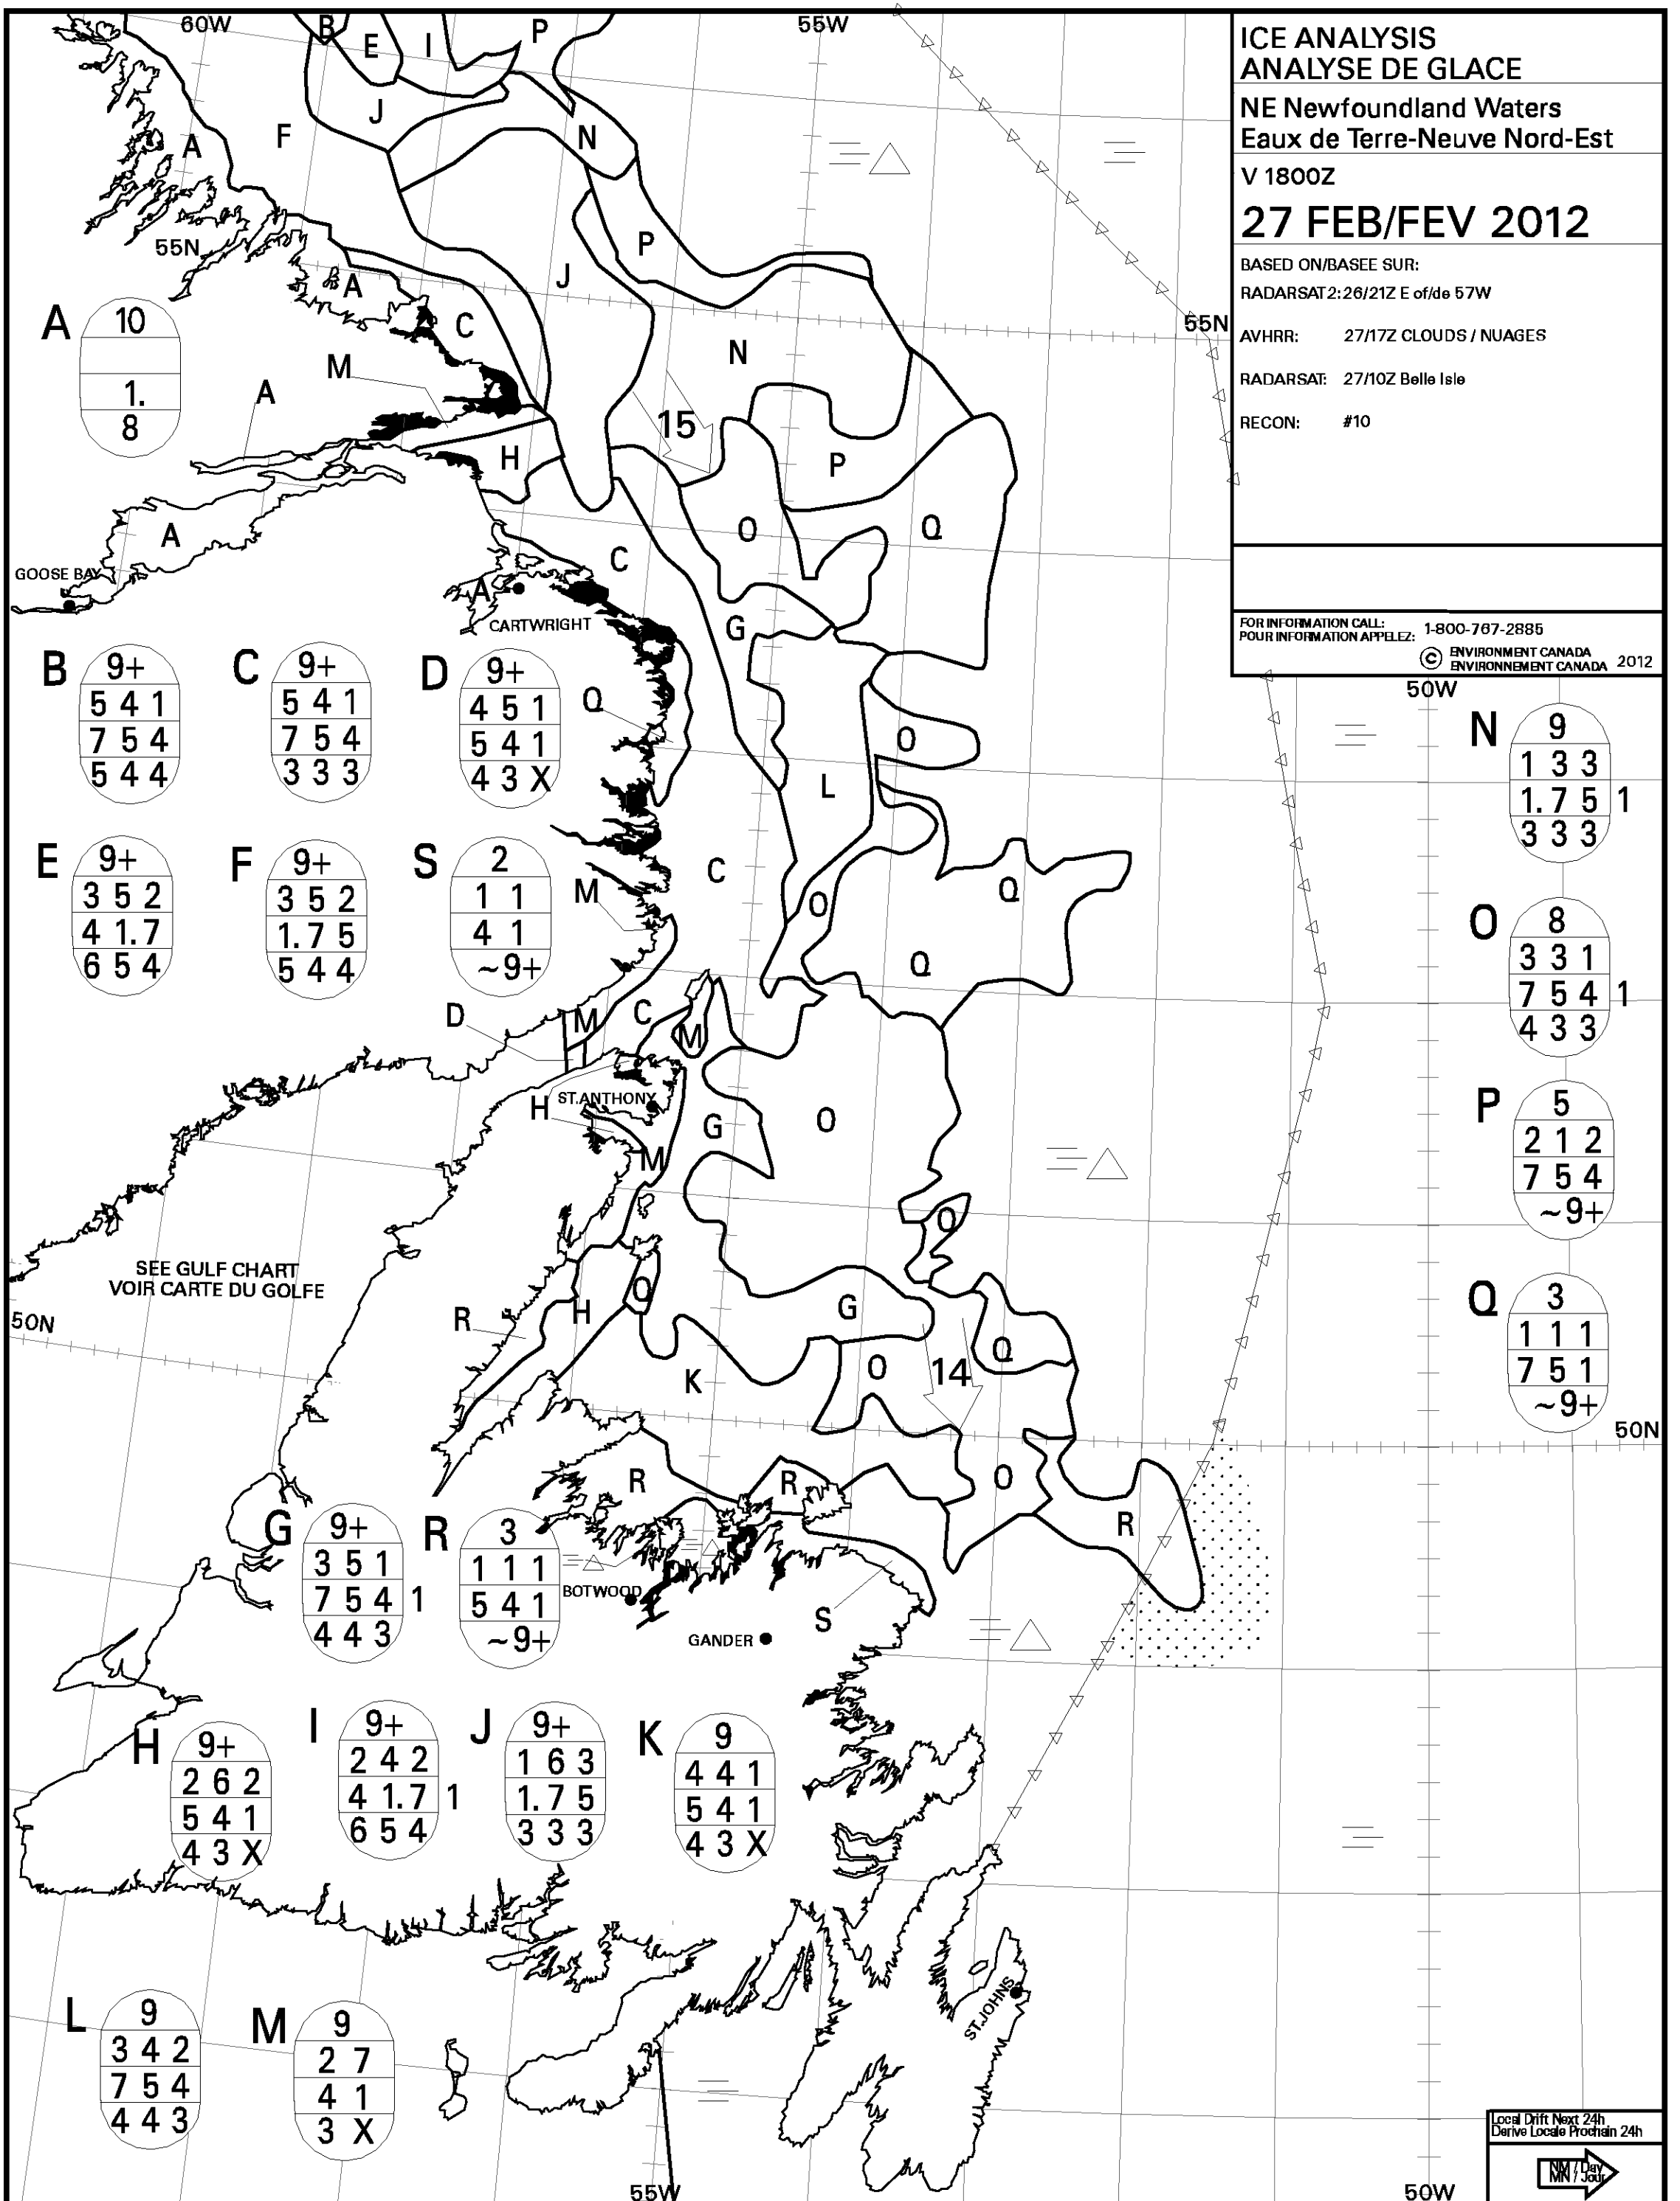 60W
55W
B
E
I
P
ICE ANALYSIS
ANALYSE DE GLACE
NE Newfoundland Waters
Eaux de Terre-Neuve Nord-Est
V 1800Z
27 FEB/FEV 2012
BASED ON/BASEE SUR:
RADARSAT2: 26/21Z E of/de 57W
AVHRR: 27/17Z CLOUDS / NUAGES
RADARSAT: 27/10Z Belle Isle
RECON: #10
FOR INFORMATION CALL:
POUR INFORMATION APPELEZ: 1-800-767-2885
© ENVIRONMENT CANADA
ENVIRONNEMENT CANADA 2012
J
F
A
N
55N
P
J
A
C
55N
N
M
A
15
H
P
A
O
Q
C
GOOSE BAY
A
CARTWRIGHT
G
Q
O
L
50W
C
M
O
Q
Q
D
M
C
M
H
ST.ANTHONY
G
O
M
O
SEE GULF CHART
VOIR CARTE DU GOLFE
50N
R
H
Q
G
Q
K
O
14
50N
R
R
O
R
BOTWOOD
GANDER
S
ST.JOHNS
A
10
1.
8
B
9+
5 4 1
7 5 4
5 4 4
C
9+
5 4 1
7 5 4
3 3 3
D
9+
4 5 1
5 4 1
4 3 X
E
9+
3 5 2
4 1. 7
6 5 4
F
9+
3 5 2
1. 7 5
5 4 4
S
2
1 1
4 1
~9+
N
9
1 3 3
1. 7 5 1
3 3 3
O
8
3 3 1
7 5 4 1
4 3 3
P
5
2 1 2
7 5 4
~9+
Q
3
1 1 1
7 5 1
~9+
G
9+
3 5 1
7 5 4 1
4 4 3
R
3
1 1 1
5 4 1
~9+
H
9+
2 6 2
5 4 1
4 3 X
I
9+
2 4 2
4 1. 7 1
6 5 4
J
9+
1 6 3
1. 7 5
3 3 3
K
9
4 4 1
5 4 1
4 3 X
L
9
3 4 2
7 5 4
4 4 3
M
9
2 7
4 1
3 X
55W
50W
Local Drift Next 24h
Derive Locale Prochain 24h
NM / Day
MN / Jour